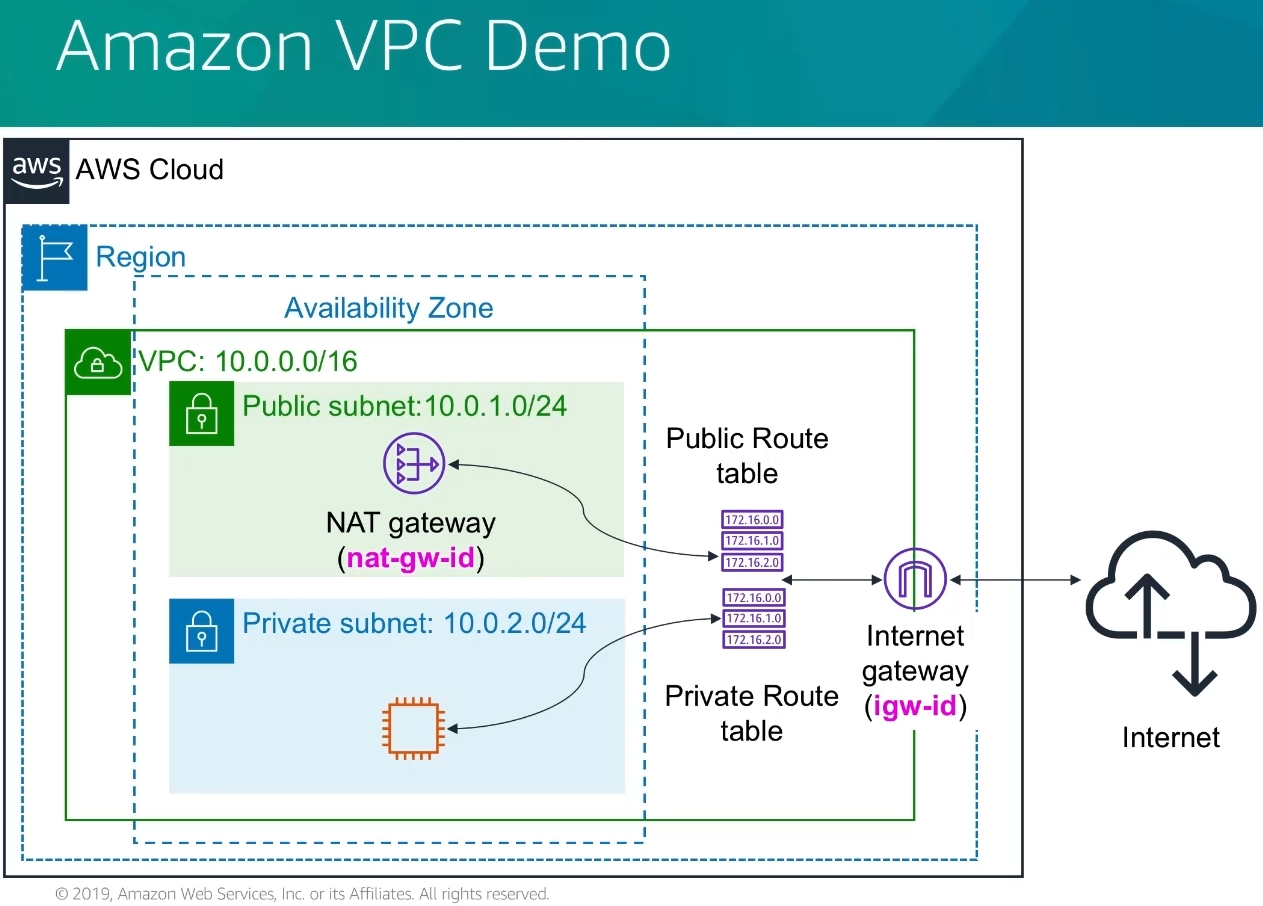 Amazon VPC Demo
aws
AWS Cloud
Region
Availability Zone
VPC: 10.0.0.0/16
Public subnet:10.0.1.0/24
NAT gateway
(nat-gw-id)
Public Route
table
172.16.0.0
172.16.1.0
172.16.2.0
172.16.0.0
172.16.1.0
172.16.2.0
Private Route
table
Private subnet: 10.0.2.0/24
Internet
gateway
(igw-id)
Internet
© 2019, Amazon Web Services, Inc. or its Affiliates. All rights reserved.